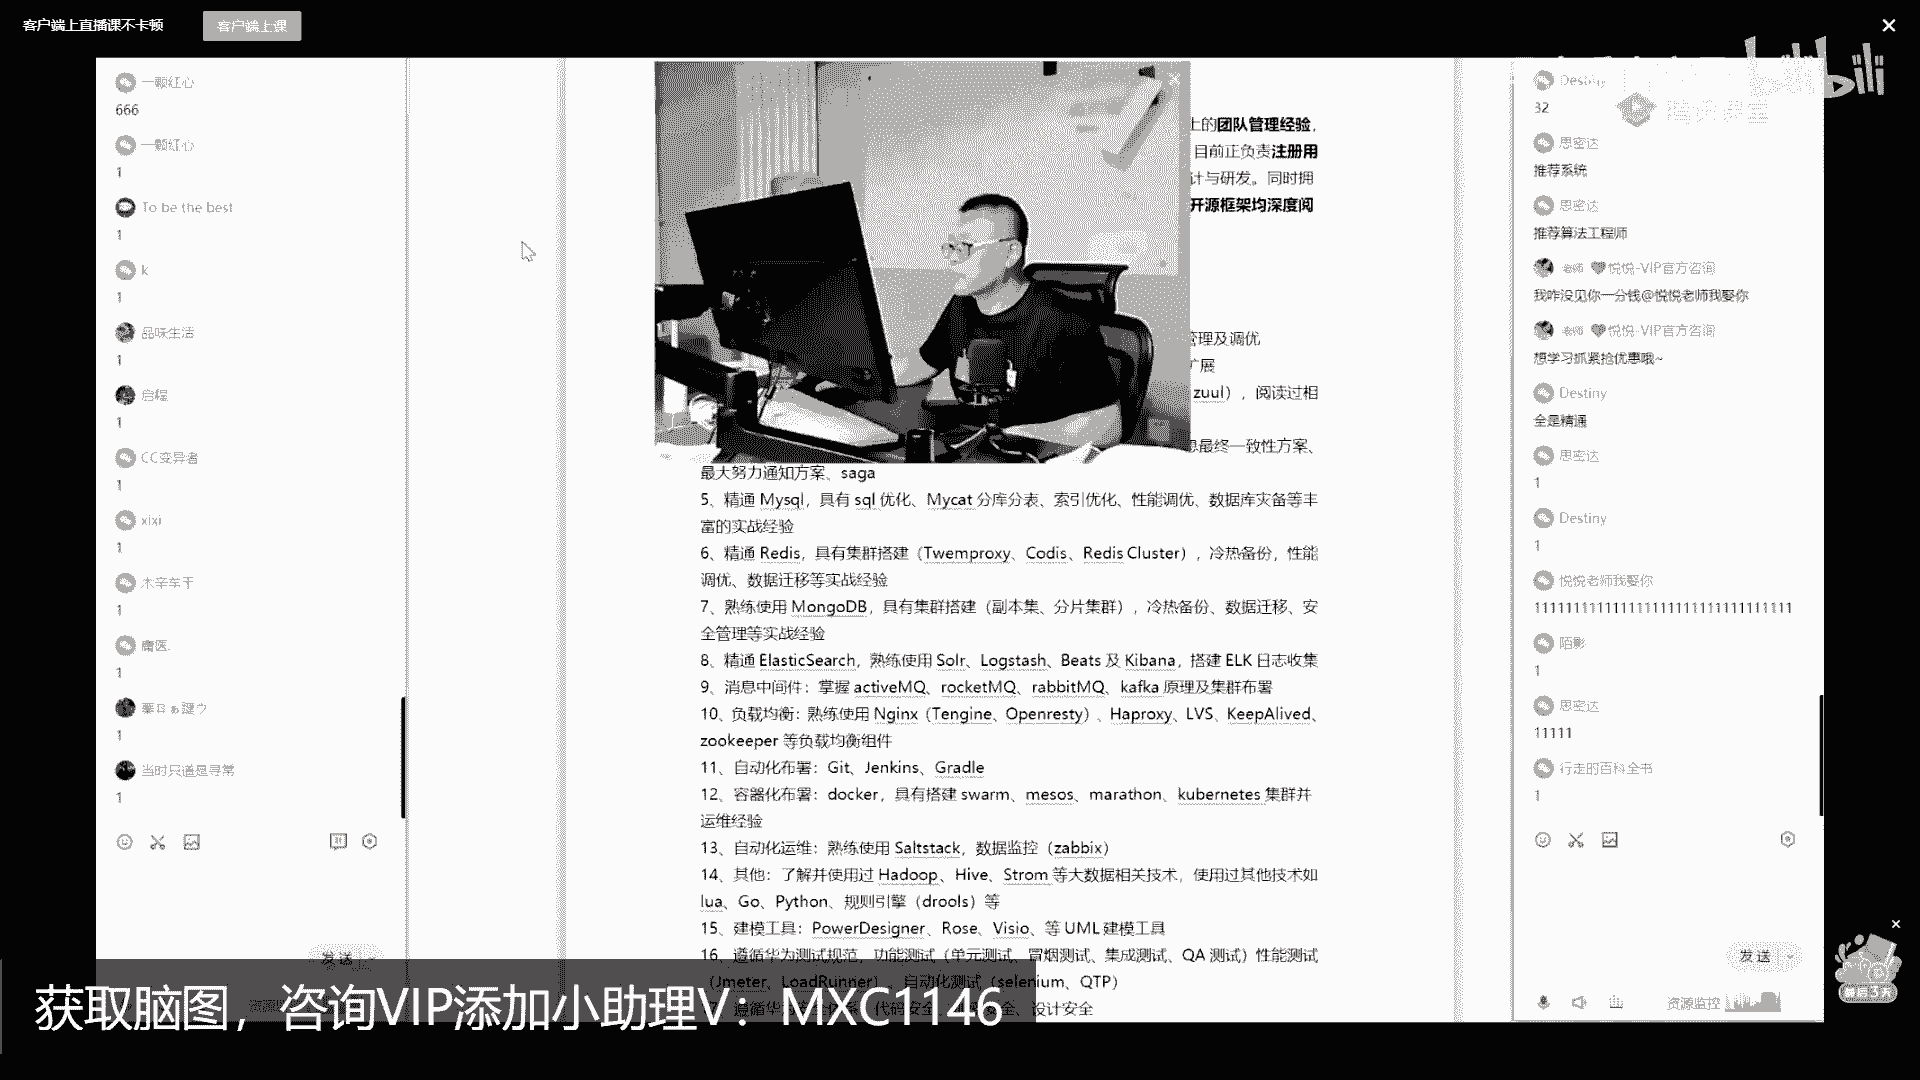 客户端上直播课不卡顿
客户端上课
bilibili
腾讯课堂
一颗红心
666
一颗红心
1
To be the best
1
k
1
品味生活
1
启程
1
CC变异者
1
xixi
1
木辛车干
1
庸医.
1
1
当时只道是寻常
1
发送
上的团队管理经验,
目前正负责注册用
计与研发。同时拥
开源框架均深度阅
管理及调优
扩展
zuul），阅读过相
息最终一致性方案、
最大努力通知方案、saga
5、精通 Mysql，具有 sql 优化、Mycat 分库分表、索引优化、性能调优、数据库灾备等丰
富的实战经验
6、精通 Redis，具有集群搭建（Twemproxy、Codis、Redis Cluster），冷热备份，性能
调优、数据迁移等实战经验
7、熟练使用 MongoDB，具有集群搭建（副本集、分片集群），冷热备份、数据迁移、安
全管理等实战经验
8、精通 ElasticSearch，熟练使用 Solr、Logstash、Beats 及 Kibana，搭建 ELK 日志收集
9、消息中间件：掌握 activeMQ、rocketMQ、rabbitMQ、kafka 原理及集群布署
10、负载均衡：熟练使用 Nginx（Tengine、Openresty）、Haproxy、LVS、KeepAlived、
zookeeper 等负载均衡组件
11、自动化布署：Git、Jenkins、Gradle
12、容器化布署：docker，具有搭建 swarm、mesos、marathon、kubernetes 集群并
运维经验
13、自动化运维：熟练使用 Saltstack，数据监控（zabbix）
14、其他：了解并使用过 Hadoop、Hive、Strom 等大数据相关技术，使用过其他技术如
lua、Go、Python、规则引擎（drools）等
15、建模工具：PowerDesigner、Rose、Visio、等 UML 建模工具
16、遵循华为测试规范，功能测试（单元测试、冒烟测试、集成测试、QA 测试）性能测试
（Jmeter、LoadRunner）、自动化测试（selenium、QTP）
设计安全
Destiny
32
思密达
推荐系统
思密达
推荐算法工程师
老师 悦悦-VIP官方咨询
我咋没见你一分钱@悦悦老师我娶你
老师 悦悦-VIP官方咨询
想学习抓紧抢优惠哦~
Destiny
全是精通
思密达
1
Destiny
1
悦悦老师我娶你
111111111111111111111111111111111
陌影
1
思密达
11111
行走的百科全书
1
发送
资源监控
最后3天
获取脑图，咨询VIP添加小助理V：MXC1146